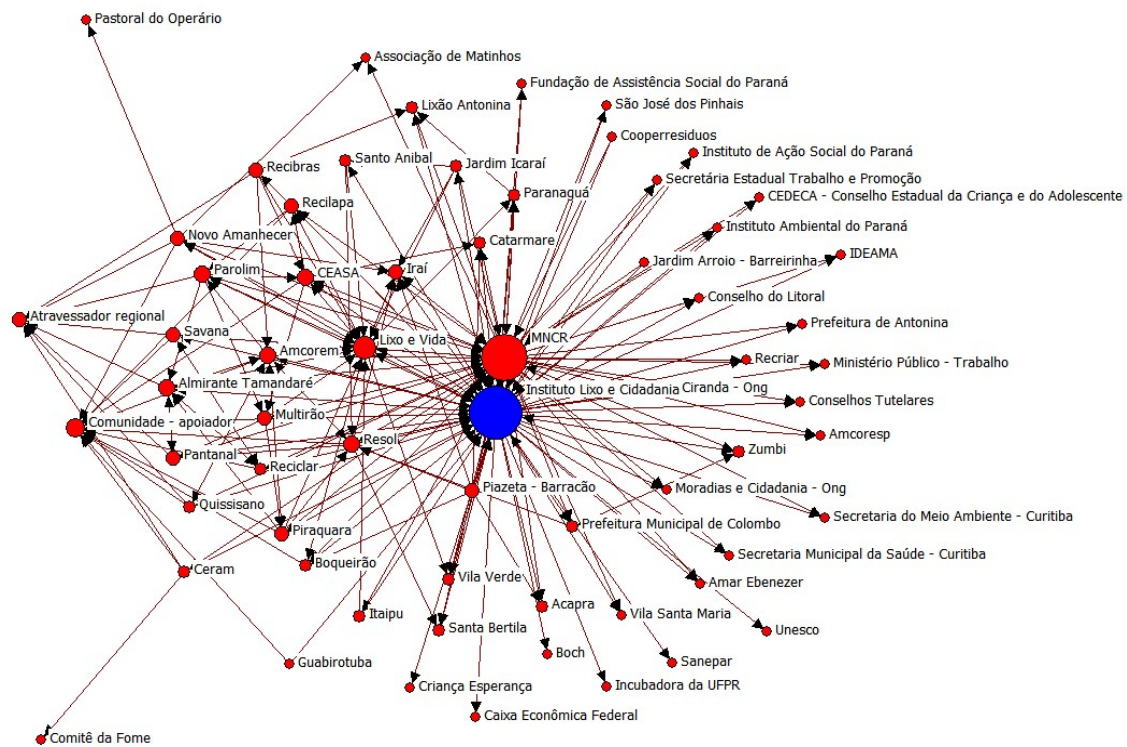 Pastoral do Operário
Associação de Matinhos
Fundação de Assistência Social do Paraná
Lixão Antonina
São José dos Pinhais
Cooperresiduos
Instituto de Ação Social do Paraná
Santo Anibal
Jardim Icaraí
Recibras
Secretária Estadual Trabalho e Promoção
Paranaguá
CEDECA - Conselho Estadual da Criança e do Adolescente
Recilapa
Instituto Ambiental do Paraná
Novo Amanhecer
Catarmare
IDEAMA
Jardim Arroio - Barreirinha
Parolim
CEASA
Iraí
Conselho do Litoral
Atravessador regional
Prefeitura de Antonina
Savana
Lixo e Vida
MNCR
Amcorem
Recriar
Ministério Público - Trabalho
Almirante Tamandaré
Instituto Lixo e Cidadania
Ciranda - Ong
Conselhos Tutelares
Multirão
Comunidade - apoiador
Amcoresp
Resol
Zumbi
Pantanal
Reciclar
Piazeta - Barracão
Moradias e Cidadania - Ong
Quissisano
Secretaria do Meio Ambiente - Curitiba
Prefeitura Municipal de Colombo
Piraquara
Secretaria Municipal da Saúde - Curitiba
Boqueirão
Ceram
Vila Verde
Amar Ebenezer
Acapra
Itaipu
Vila Santa Maria
Santa Bertila
Unesco
Boch
Guabirotuba
Sanepar
Criança Esperança
Incubadora da UFPR
Caixa Econômica Federal
Comitê da Fome